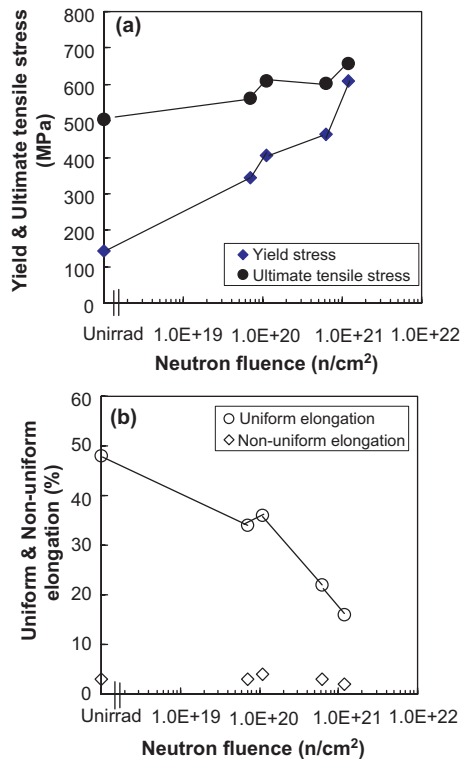 (a)
Yield & Ultimate tensile stress
(MPa)
800
700
600
500
400
300
200
100
0
Yield stress
Ultimate tensile stress
Unirrad 1.0E+19 1.0E+20 1.0E+21 1.0E+22
Neutron fluence (n/cm²)
(b)
Uniform & Non-uniform
elongation (%)
60
50
40
30
20
10
0
Uniform elongation
Non-uniform elongation
Unirrad 1.0E+19 1.0E+20 1.0E+21 1.0E+22
Neutron fluence (n/cm²)